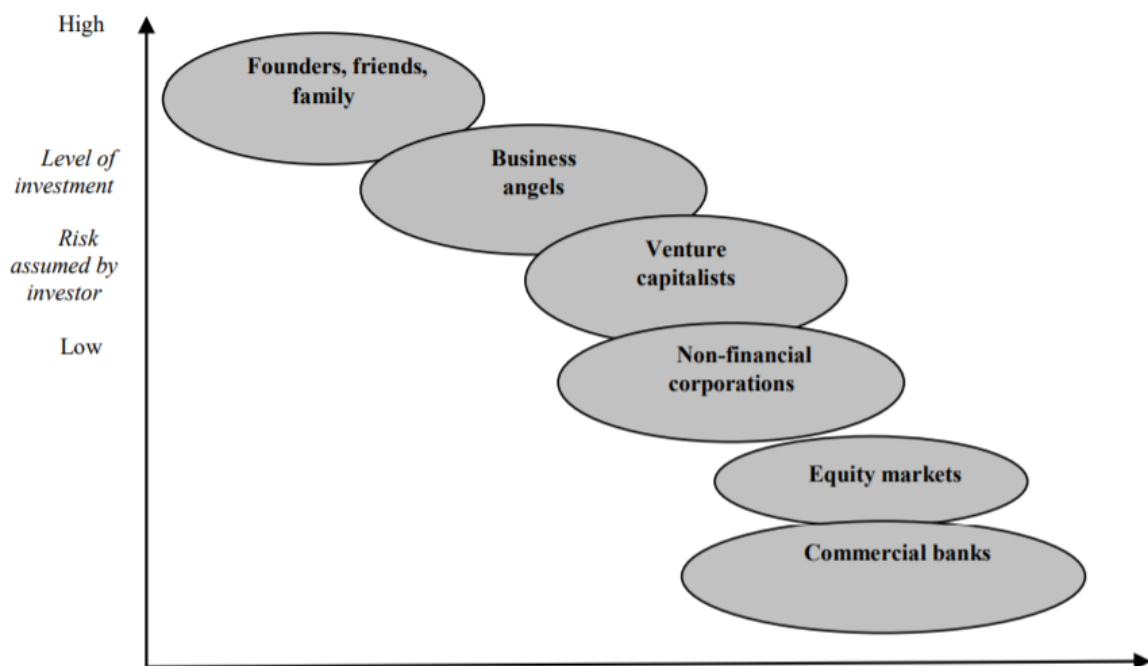 High
Founders, friends,
family
Level of
investment
Business
angels
Risk
assumed by
investor
Venture
capitalists
Low
Non-financial
corporations
Equity markets
Commercial banks